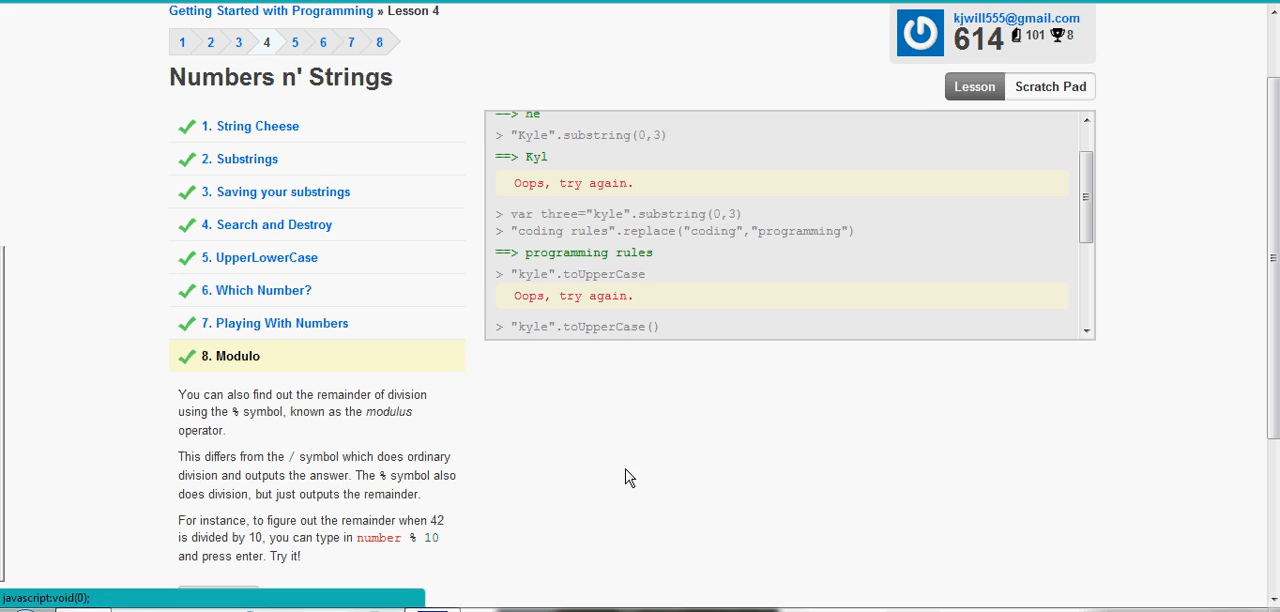 Getting Started with Programming » Lesson 4
1 2 3 4 5 6 7 8
kjwill555@gmail.com
614 101 8
Numbers n' Strings
Lesson Scratch Pad
1. String Cheese
2. Substrings
3. Saving your substrings
4. Search and Destroy
5. UpperLowerCase
6. Which Number?
7. Playing With Numbers
8. Modulo
You can also find out the remainder of division
using the % symbol, known as the modulus
operator.
This differs from the / symbol which does ordinary
division and outputs the answer. The % symbol also
does division, but just outputs the remainder.
For instance, to figure out the remainder when 42
is divided by 10, you can type in number % 10
and press enter. Try it!
==> he
> "Kyle".substring(0,3)
==> Kyl
Oops, try again.
> var three="kyle".substring(0,3)
> "coding rules".replace("coding","programming")
==> programming rules
> "kyle".toUpperCase
Oops, try again.
> "kyle".toUpperCase()
javascript:void(0);